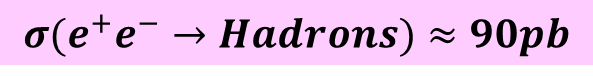 σ(e⁺e⁻ → Hadrons) ≈ 90pb